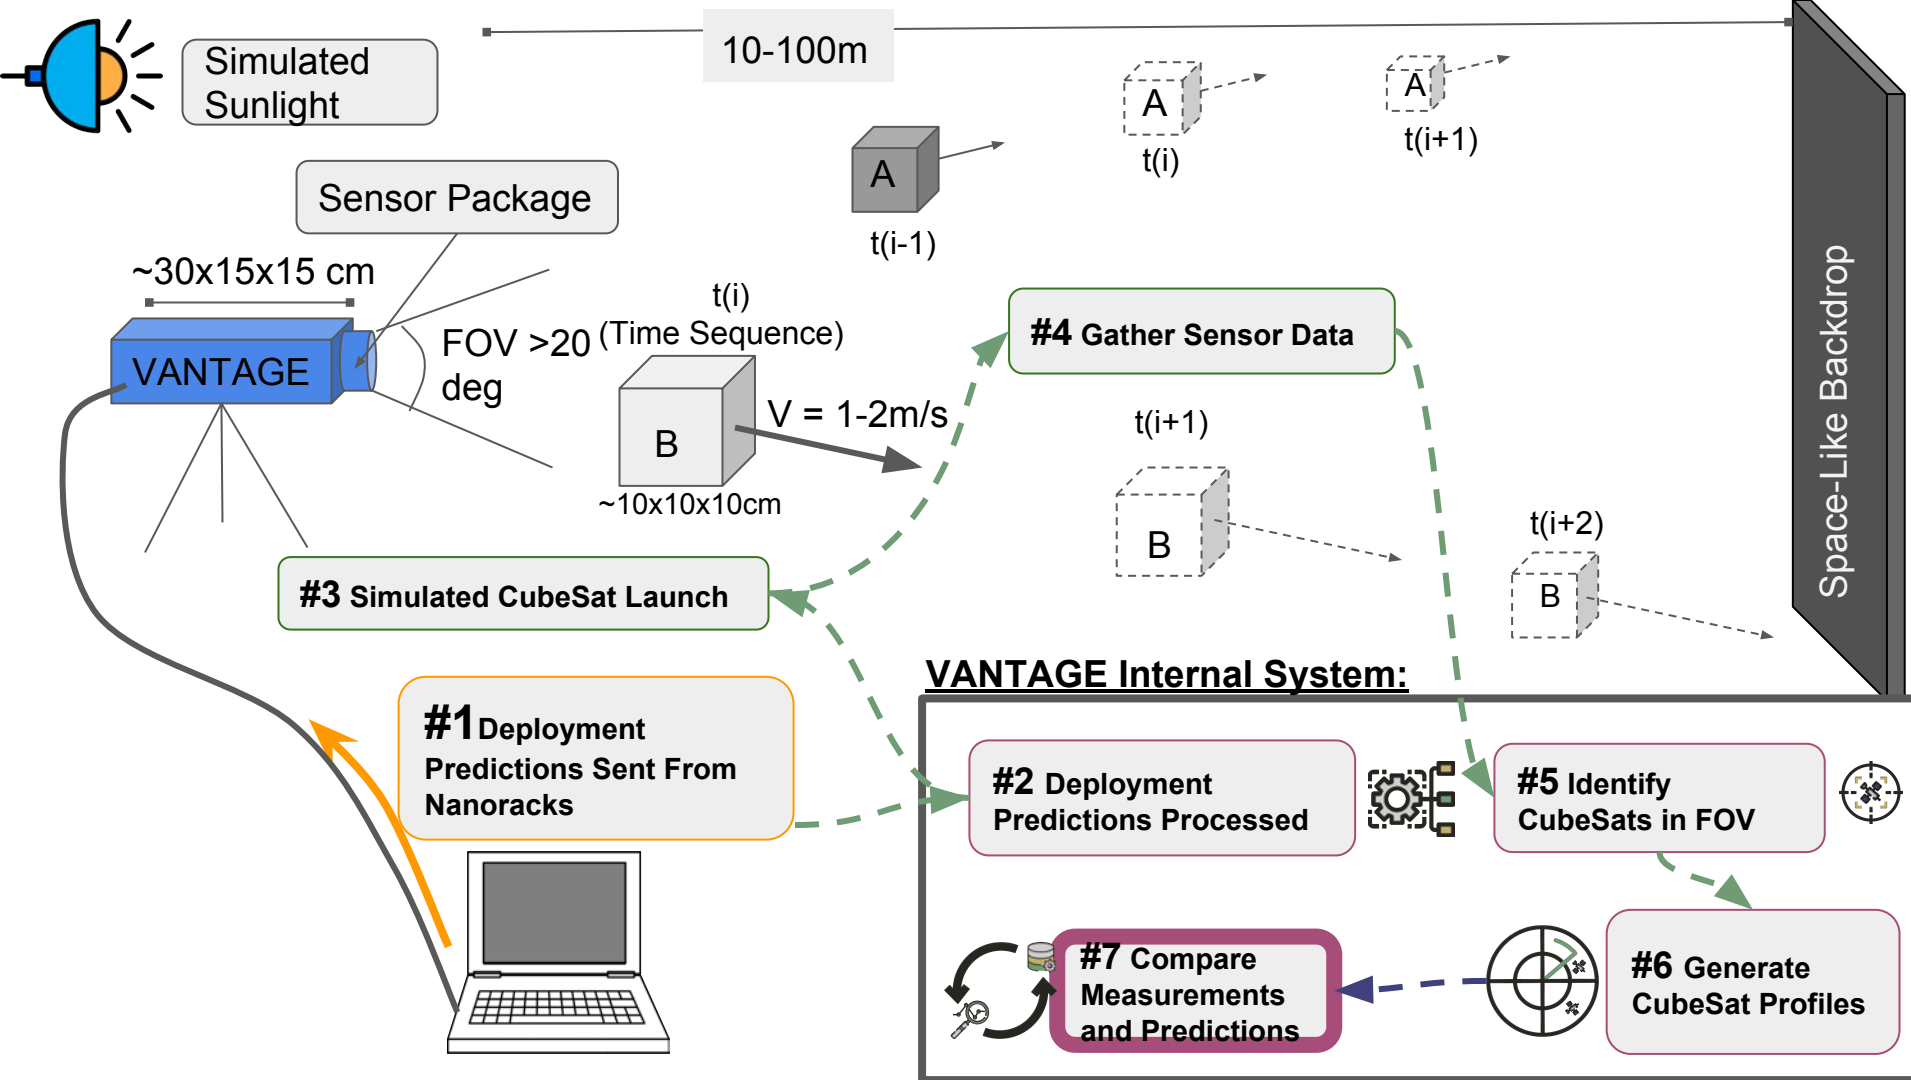 Simulated
Sunlight
10-100m
A
t(i-1)
A
t(i)
A
t(i+1)
Sensor Package
~30x15x15 cm
VANTAGE
FOV >20
deg
t(i)
(Time Sequence)
B
V = 1-2m/s
~10x10x10cm
#4 Gather Sensor Data
t(i+1)
B
t(i+2)
B
Space-Like Backdrop
#3 Simulated CubeSat Launch
#1 Deployment
Predictions Sent From
Nanoracks
VANTAGE Internal System:
#2 Deployment
Predictions Processed
#5 Identify
CubeSats in FOV
#6 Generate
CubeSat Profiles
#7 Compare
Measurements
and Predictions